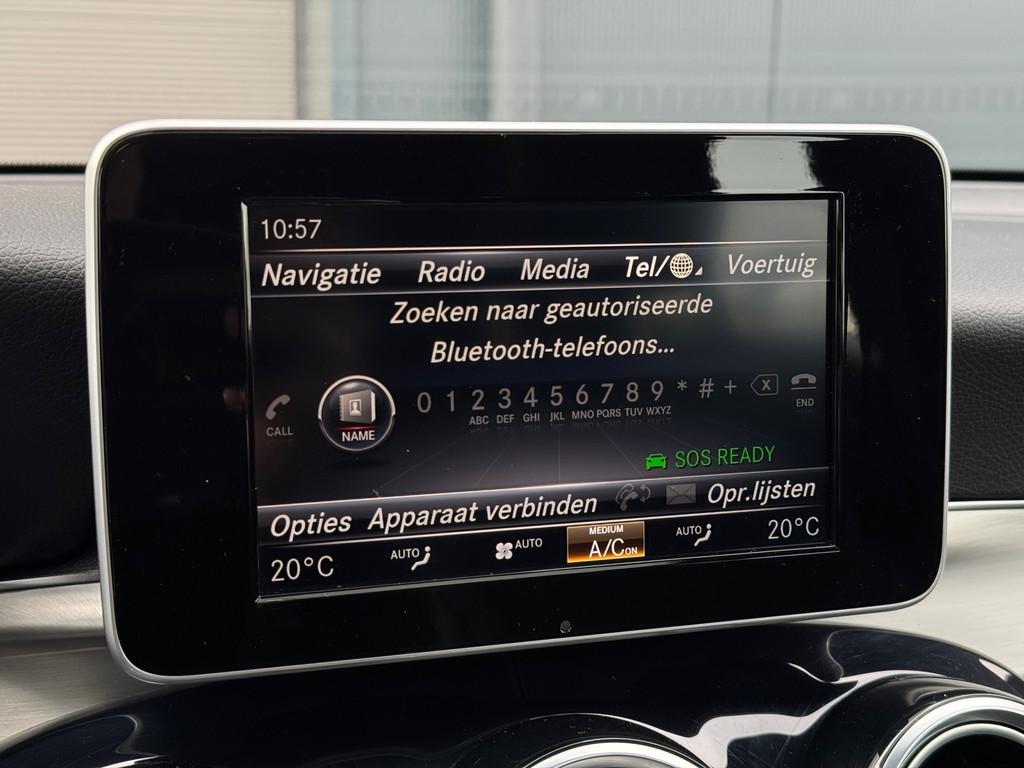 10:57
Navigatie Radio Media Tel/ Voertuig
Zoeken naar geautoriseerde
Bluetooth-telefoons...
CALL NAME 0 1 2 3 4 5 6 7 8 9 * # + X END
ABC DEF GHI JKL MNO PQRS TUV WXYZ
SOS READY
Opties Apparaat verbinden Opr.lijsten
20°C AUTO AUTO MEDIUM A/C ON AUTO 20°C